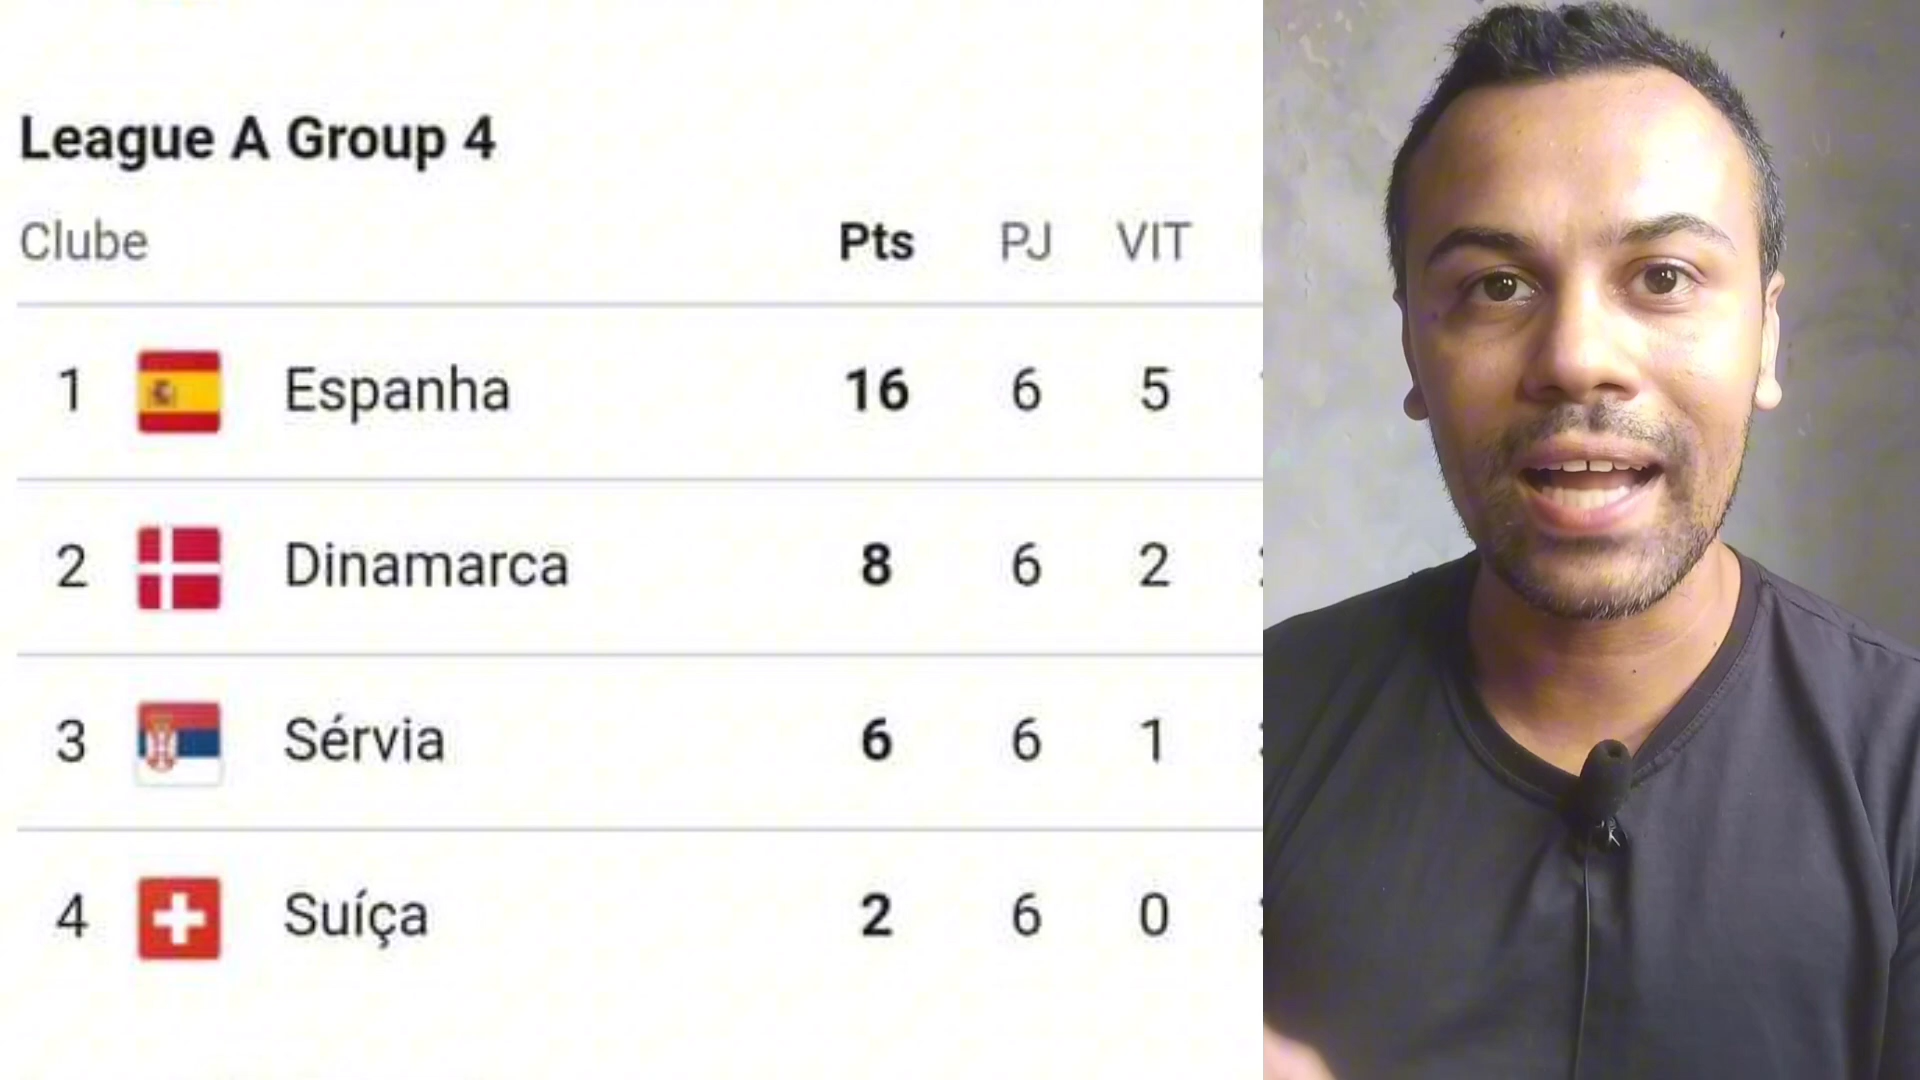 League A Group 4
Clube Pts PJ VIT
1 Espanha 16 6 5
2 Dinamarca 8 6 2
3 Sérvia 6 6 1
4 Suíça 2 6 0